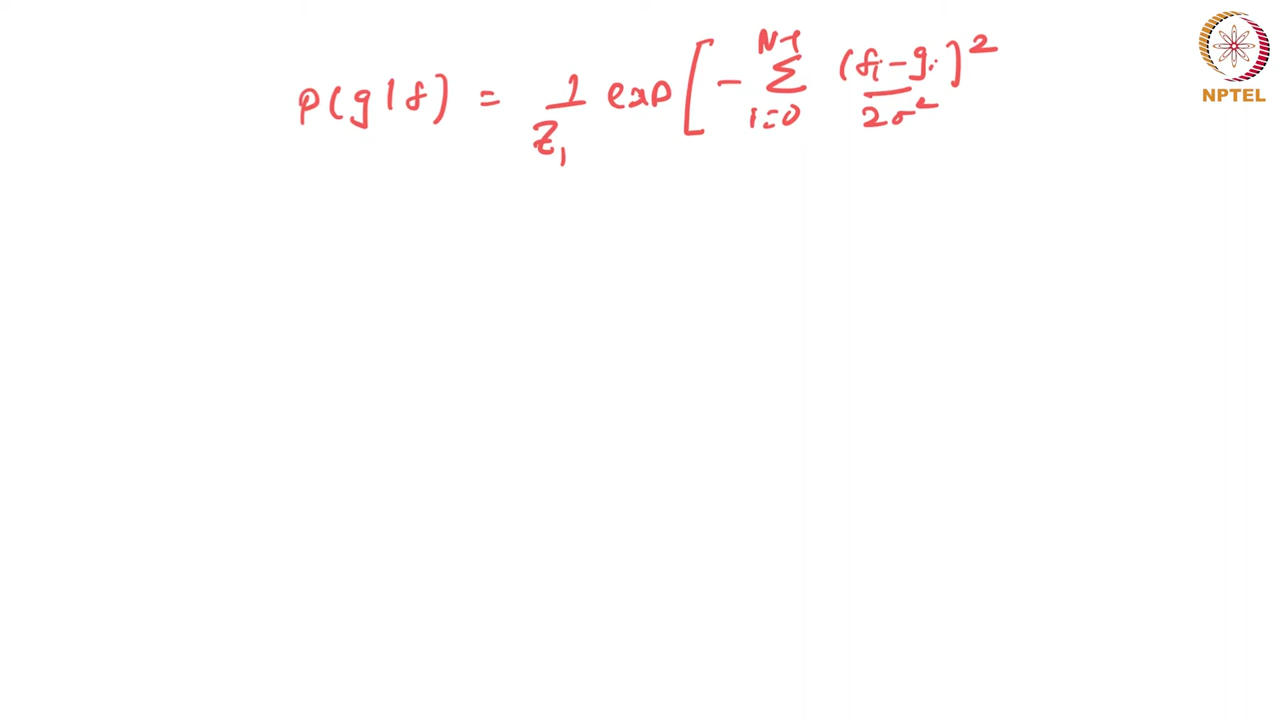 P(g|f) = 1/Z₁ exp[ - Σ_{i=0}^{N-1} (fᵢ-gᵢ)²/2σ²
NPTEL